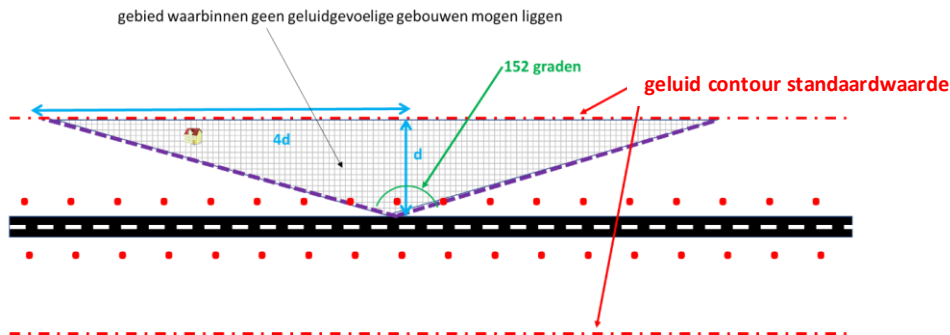 gebied waarbinnen geen geluidgevoelige gebouwen mogen liggen
152 graden
geluid contour standaardwaarde
4d
d